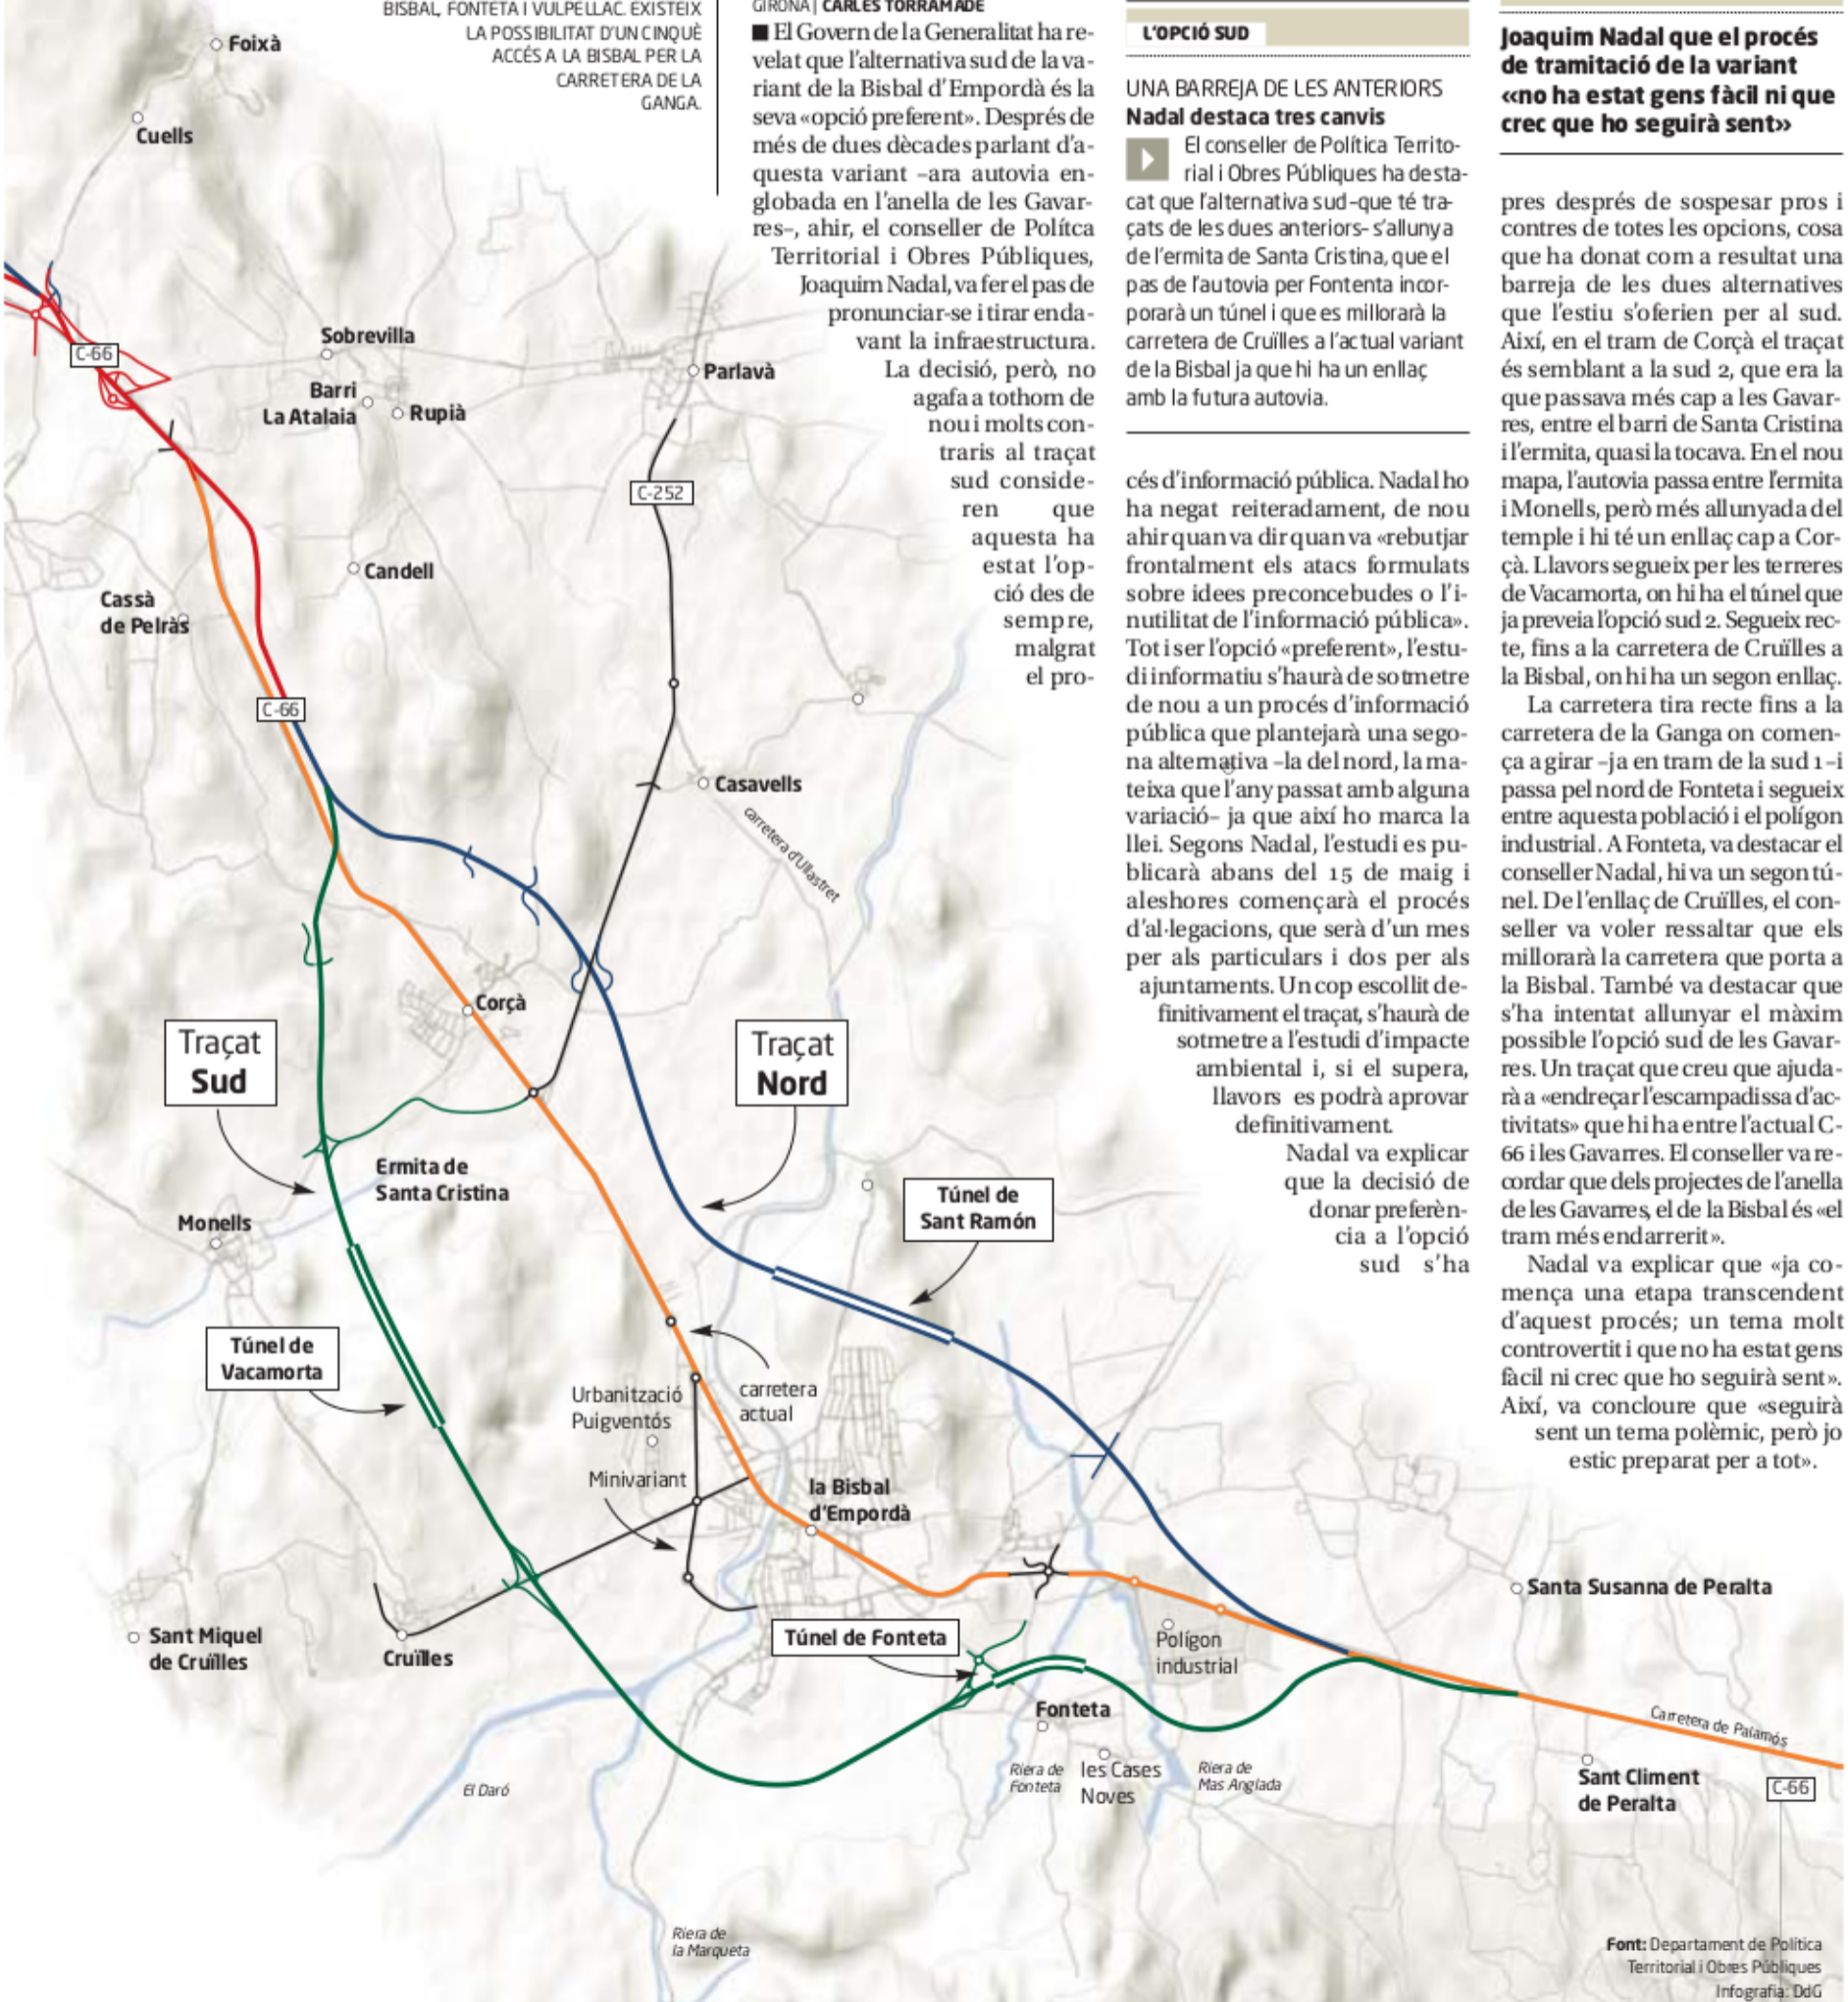 BISBAL, FONTETA I VULPELLAC. EXISTEIX
LA POSSIBILITAT D'UN CINQUÈ
ACCÉS A LA BISBAL PER LA
CARRETERA DE LA
GANGA.
GIRONA | CARLES TORRAMADÉ
■ El Govern de la Generalitat ha re-
velat que l'alternativa sud de la va-
riant de la Bisbal d'Empordà és la
seva «opció preferent». Després de
més de dues dècades parlant d'a-
questa variant –ara autovia en-
globada en l'anella de les Gavar-
res–, ahir, el conseller de Polítca
Territorial i Obres Públiques,
Joaquim Nadal, va fer el pas de
pronunciar-se i tirar enda-
vant la infraestructura.
La decisió, però, no
agafa a tothom de
nou i molts con-
traris al traçat
sud conside-
ren que
aquesta ha
estat l'op-
ció des de
sempre,
malgrat
el pro-
L'OPCIÓ SUD
UNA BARREJA DE LES ANTERIORS
Nadal destaca tres canvis
El conseller de Política Territo-
rial i Obres Públiques ha desta-
cat que l'alternativa sud -que té tra-
çats de les dues anteriors- s'allunya
de l'ermita de Santa Cristina, que el
pas de l'autovia per Fontenta incor-
porarà un túnel i que es millorarà la
carretera de Cruïlles a l'actual variant
de la Bisbal ja que hi ha un enllaç
amb la futura autovia.
cés d'informació pública. Nadal ho
ha negat reiteradament, de nou
ahir quan va dir quan va «rebutjar
frontalment els atacs formulats
sobre idees preconcebudes o l'i-
nutilitat de l'informació pública».
Tot i ser l'opció «preferent», l'estu-
di informatiu s'haurà de sotmetre
de nou a un procés d'informació
pública que plantejarà una sego-
na alternativa –la del nord, la ma-
teixa que l'any passat amb alguna
variació– ja que així ho marca la
llei. Segons Nadal, l'estudi es pu-
blicarà abans del 15 de maig i
aleshores començarà el procés
d'al·legacions, que serà d'un mes
per als particulars i dos per als
ajuntaments. Un cop escollit de-
finitivament el traçat, s'haurà de
sotmetre a l'estudi d'impacte
ambiental i, si el supera,
llavors es podrà aprovar
definitivament.
Nadal va explicar
que la decisió de
donar preferèn-
cia a l'opció
sud s'ha
Joaquim Nadal que el procés
de tramitació de la variant
«no ha estat gens fàcil ni que
crec que ho seguirà sent»
pres després de sospesar pros i
contres de totes les opcions, cosa
que ha donat com a resultat una
barreja de les dues alternatives
que l'estiu s'oferien per al sud.
Així, en el tram de Corçà el traçat
és semblant a la sud 2, que era la
que passava més cap a les Gavar-
res, entre el barri de Santa Cristina
i l'ermita, quasi la tocava. En el nou
mapa, l'autovia passa entre l'ermita
i Monells, però més allunyada del
temple i hi té un enllaç cap a Cor-
çà. Llavors segueix per les terreres
de Vacamorta, on hi ha el túnel que
ja preveia l'opció sud 2. Segueix rec-
te, fins a la carretera de Cruïlles a
la Bisbal, on hi ha un segon enllaç.
La carretera tira recte fins a la
carretera de la Ganga on comen-
ça a girar –ja en tram de la sud 1– i
passa pel nord de Fonteta i segueix
entre aquesta població i el polígon
industrial. A Fonteta, va destacar el
conseller Nadal, hi va un segon tú-
nel. De l'enllaç de Cruïlles, el con-
seller va voler ressaltar que els
millorarà la carretera que porta a
la Bisbal. També va destacar que
s'ha intentat allunyar el màxim
possible l'opció sud de les Gavar-
res. Un traçat que creu que ajuda-
rà a «endreçar l'escampadissa d'ac-
tivitats» que hi ha entre l'actual C-
66 i les Gavarres. El conseller va re-
cordar que dels projectes de l'anella
de les Gavarres, el de la Bisbal és «el
tram més endarrerit».
Nadal va explicar que «ja co-
mença una etapa transcendent
d'aquest procés; un tema molt
controvertit i que no ha estat gens
fàcil ni crec que ho seguirà sent».
Així, va concloure que «seguirà
sent un tema polèmic, però jo
estic preparat per a tot».
Foixà
Cuells
Sobrevilla
C-66
Parlavà
Barri
La Atalaia
Rupià
C-252
Candell
Cassà
de Pelràs
C-66
Casavells
carretera d'Ullastret
Corçà
Traçat
Sud
Traçat
Nord
Ermita de
Santa Cristina
Túnel de
Sant Ramón
Monells
Túnel de
Vacamorta
Urbanització
Puigventós
carretera
actual
Minivariant
la Bisbal
d'Empordà
Santa Susanna de Peralta
Sant Miquel
de Cruïlles
Cruïlles
Túnel de Fonteta
Polígon
industrial
Fonteta
Carretera de Palamós
El Daró
Riera de
Fonteta
les Cases
Noves
Riera de
Mas Anglada
Sant Climent
de Peralta
C-66
Riera de
la Marqueta
Font: Departament de Política
Territorial i Obres Públiques
Infografia: DdG